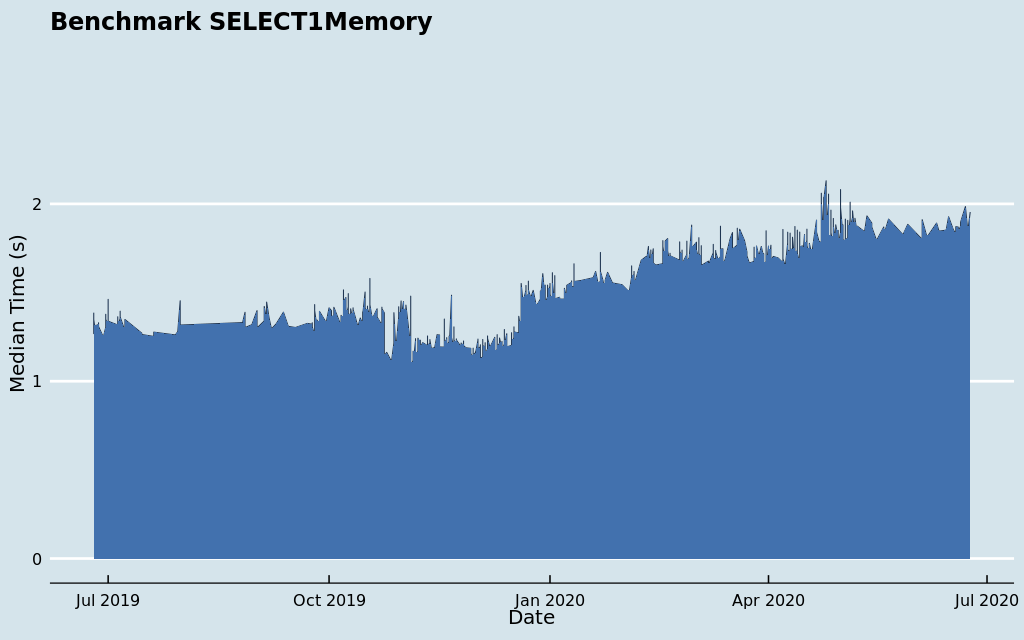 Benchmark SELECT1Memory
Median Time (s)
2
1
0
Jul 2019
Oct 2019
Jan 2020
Apr 2020
Jul 2020
Date